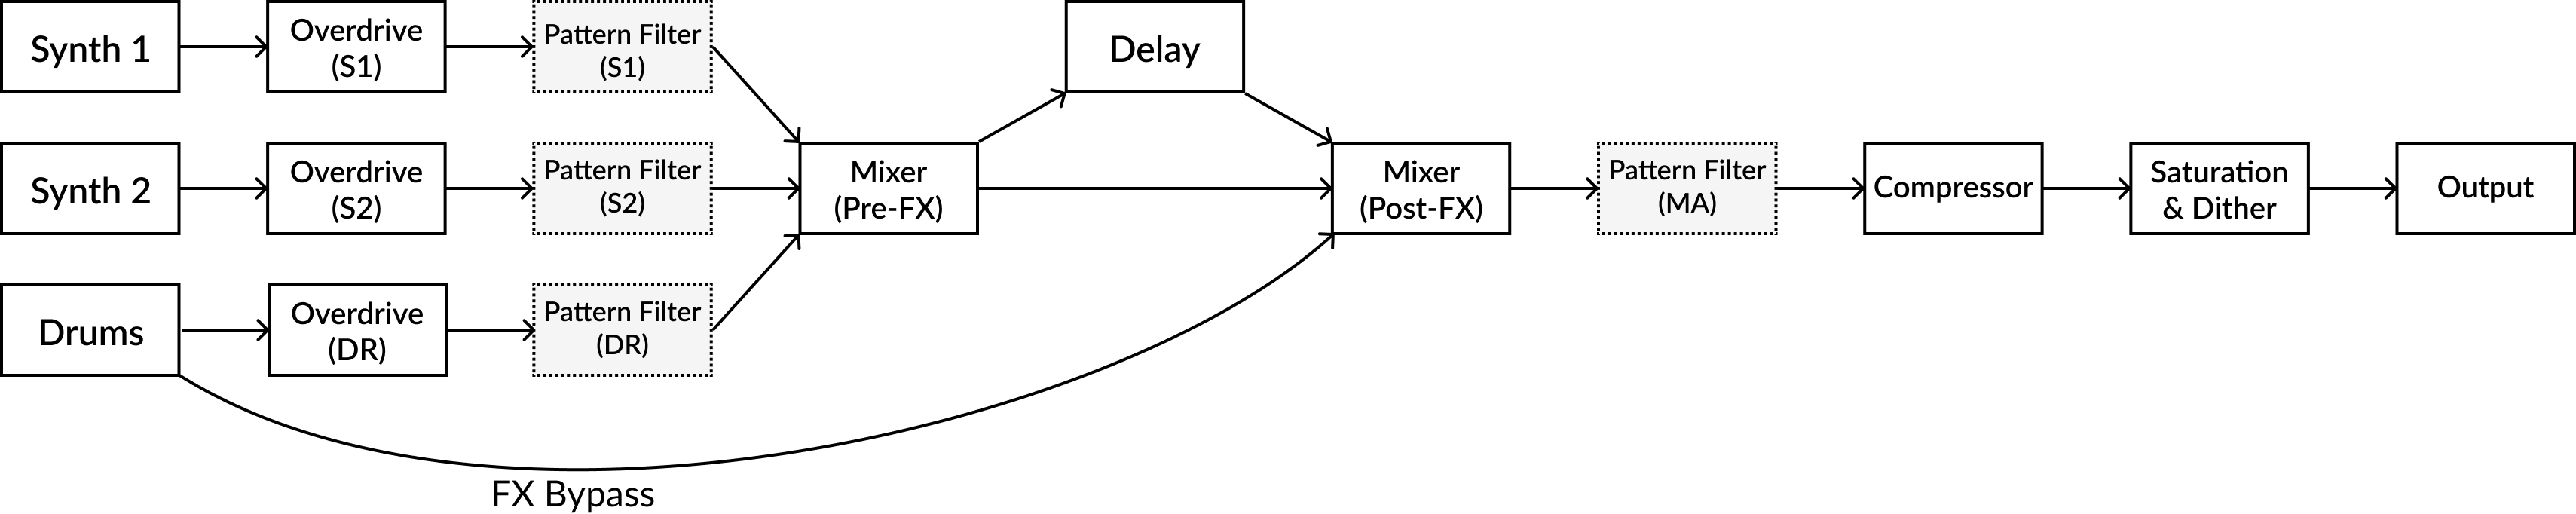 Synth 1
Overdrive
(S1)
Pattern Filter
(S1)
Delay
Synth 2
Overdrive
(S2)
Pattern Filter
(S2)
Mixer
(Pre-FX)
Mixer
(Post-FX)
Pattern Filter
(MA)
Compressor
Saturation
& Dither
Output
Drums
Overdrive
(DR)
Pattern Filter
(DR)
FX Bypass